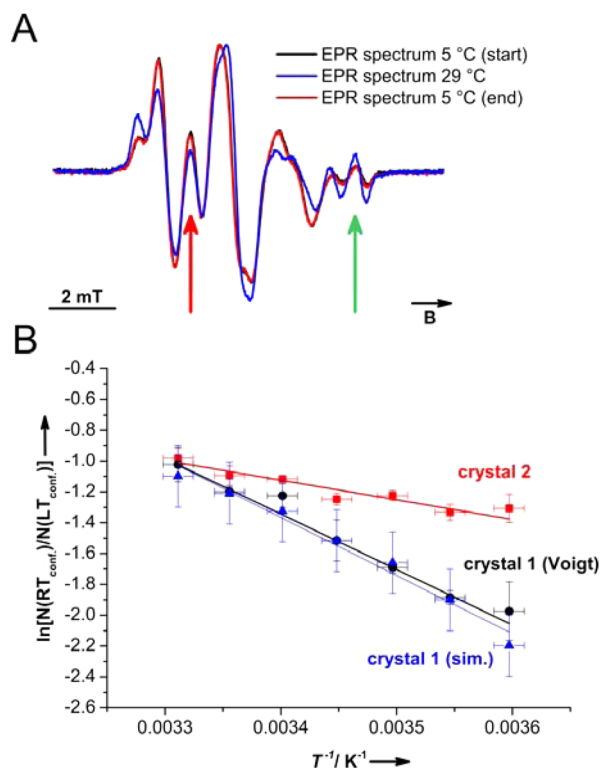 A
EPR spectrum 5 °C (start)
EPR spectrum 29 °C
EPR spectrum 5 °C (end)
2 mT
B
B
-0.4
-0.6
-0.8
-1.0
-1.2
-1.4
-1.6
-1.8
-2.0
-2.2
-2.4
-2.6
ln[N(RTconf.)/N(LTconf.)]
crystal 2
crystal 1 (Voigt)
crystal 1 (sim.)
0.0033
0.0034
0.0035
0.0036
T⁻¹/ K⁻¹